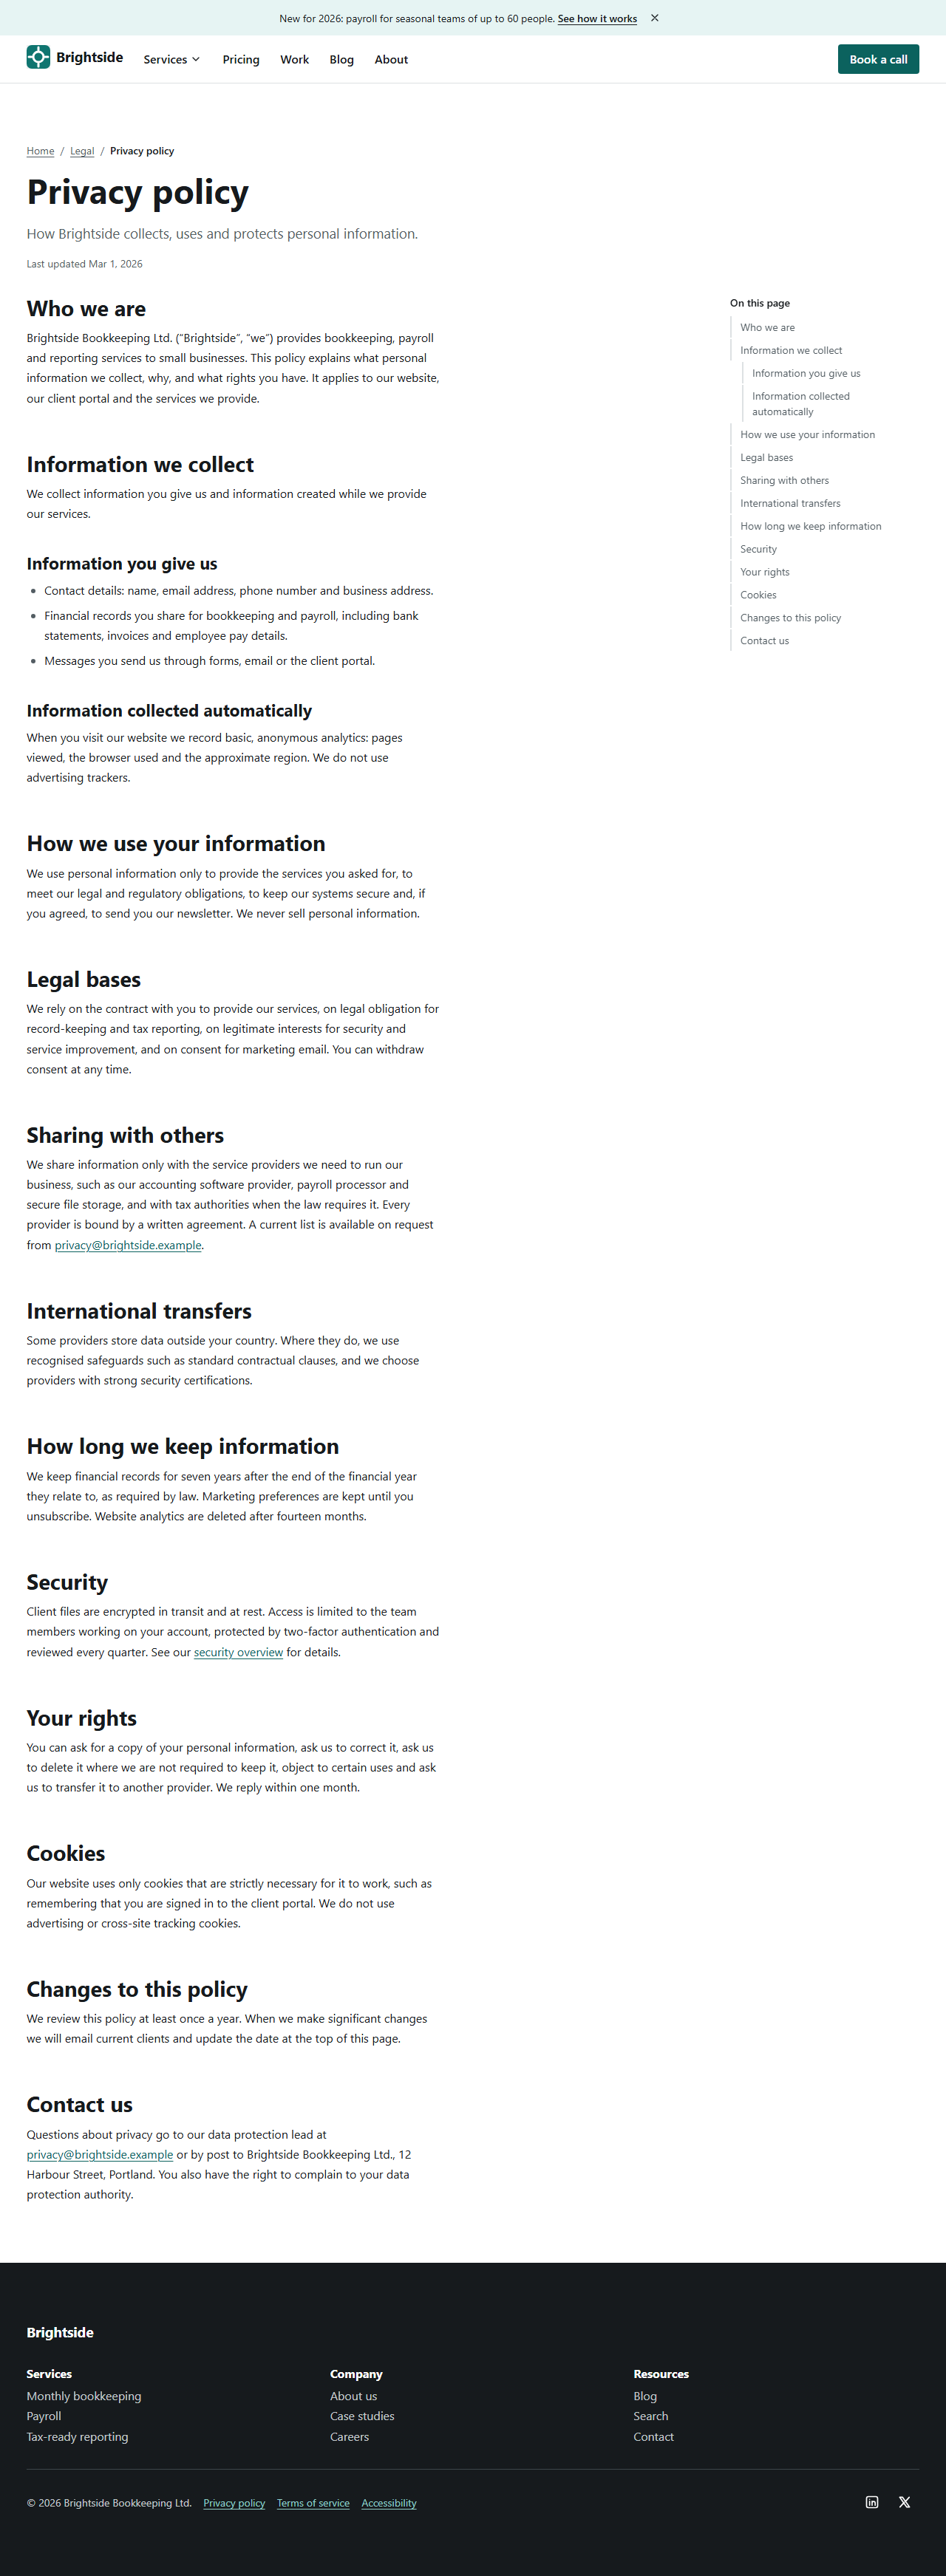 New for 2026: payroll for seasonal teams of up to 60 people. See how it works
Brightside
Services
Pricing
Work
Blog
About
Book a call
Home / Legal / Privacy policy
Privacy policy
How Brightside collects, uses and protects personal information.
Last updated Mar 1, 2026
Who we are
Brightside Bookkeeping Ltd. (“Brightside”, “we”) provides bookkeeping, payroll
and reporting services to small businesses. This policy explains what personal
information we collect, why, and what rights you have. It applies to our website,
our client portal and the services we provide.
Information we collect
We collect information you give us and information created while we provide
our services.
Information you give us
Contact details: name, email address, phone number and business address.
Financial records you share for bookkeeping and payroll, including bank
statements, invoices and employee pay details.
Messages you send us through forms, email or the client portal.
Information collected automatically
When you visit our website we record basic, anonymous analytics: pages
viewed, the browser used and the approximate region. We do not use
advertising trackers.
How we use your information
We use personal information only to provide the services you asked for, to
meet our legal and regulatory obligations, to keep our systems secure and, if
you agreed, to send you our newsletter. We never sell personal information.
Legal bases
We rely on the contract with you to provide our services, on legal obligation for
record-keeping and tax reporting, on legitimate interests for security and
service improvement, and on consent for marketing email. You can withdraw
consent at any time.
Sharing with others
We share information only with the service providers we need to run our
business, such as our accounting software provider, payroll processor and
secure file storage, and with tax authorities when the law requires it. Every
provider is bound by a written agreement. A current list is available on request
from privacy@brightside.example.
International transfers
Some providers store data outside your country. Where they do, we use
recognised safeguards such as standard contractual clauses, and we choose
providers with strong security certifications.
How long we keep information
We keep financial records for seven years after the end of the financial year
they relate to, as required by law. Marketing preferences are kept until you
unsubscribe. Website analytics are deleted after fourteen months.
Security
Client files are encrypted in transit and at rest. Access is limited to the team
members working on your account, protected by two-factor authentication and
reviewed every quarter. See our security overview for details.
Your rights
You can ask for a copy of your personal information, ask us to correct it, ask us
to delete it where we are not required to keep it, object to certain uses and ask
us to transfer it to another provider. We reply within one month.
Cookies
Our website uses only cookies that are strictly necessary for it to work, such as
remembering that you are signed in to the client portal. We do not use
advertising or cross-site tracking cookies.
Changes to this policy
We review this policy at least once a year. When we make significant changes
we will email current clients and update the date at the top of this page.
Contact us
Questions about privacy go to our data protection lead at
privacy@brightside.example or by post to Brightside Bookkeeping Ltd., 12
Harbour Street, Portland. You also have the right to complain to your data
protection authority.
On this page
Who we are
Information we collect
Information you give us
Information collected
automatically
How we use your information
Legal bases
Sharing with others
International transfers
How long we keep information
Security
Your rights
Cookies
Changes to this policy
Contact us
Brightside
Services
Monthly bookkeeping
Payroll
Tax-ready reporting
Company
About us
Case studies
Careers
Resources
Blog
Search
Contact
© 2026 Brightside Bookkeeping Ltd. Privacy policy Terms of service Accessibility